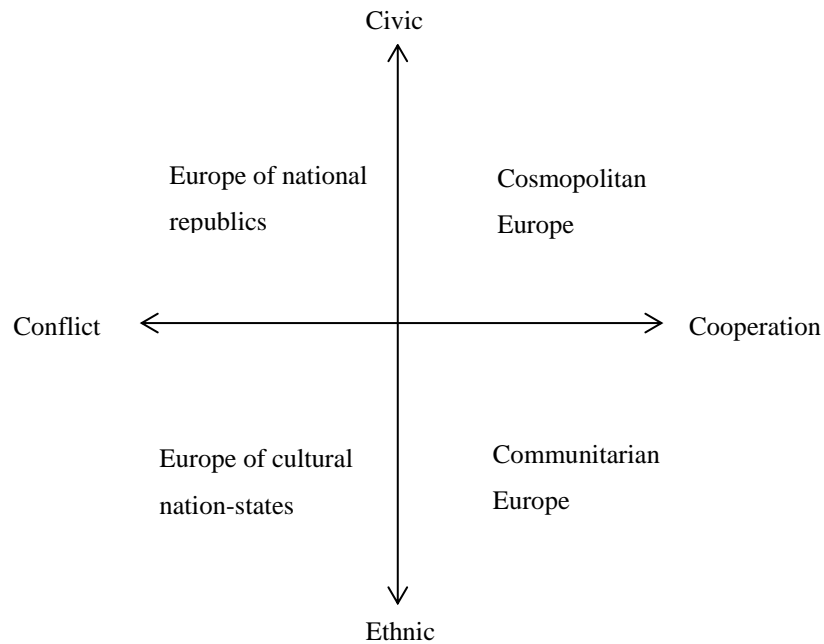 Civic
Europe of national
republics
Cosmopolitan
Europe
Conflict
Cooperation
Europe of cultural
nation-states
Communitarian
Europe
Ethnic